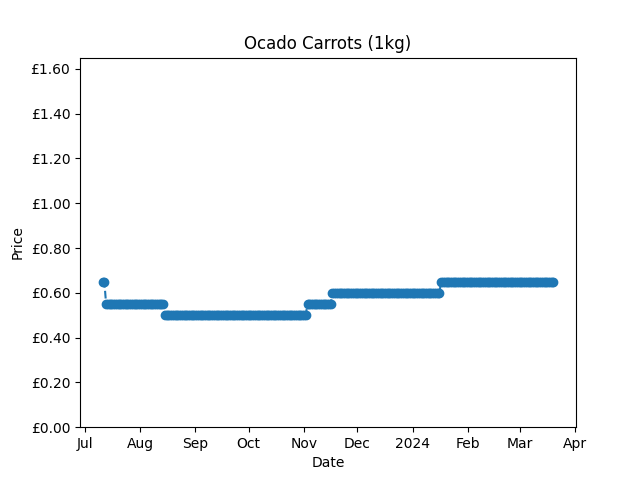 Ocado Carrots (1kg)
£1.60
£1.40
£1.20
£1.00
£0.80
£0.60
£0.40
£0.20
£0.00
Price
Jul Aug Sep Oct Nov Dec 2024 Feb Mar Apr
Date